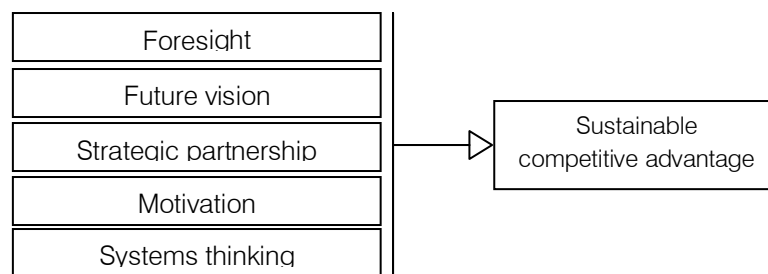 Foresight
Future vision
Strategic partnership
Motivation
Systems thinking
Sustainable
competitive advantage